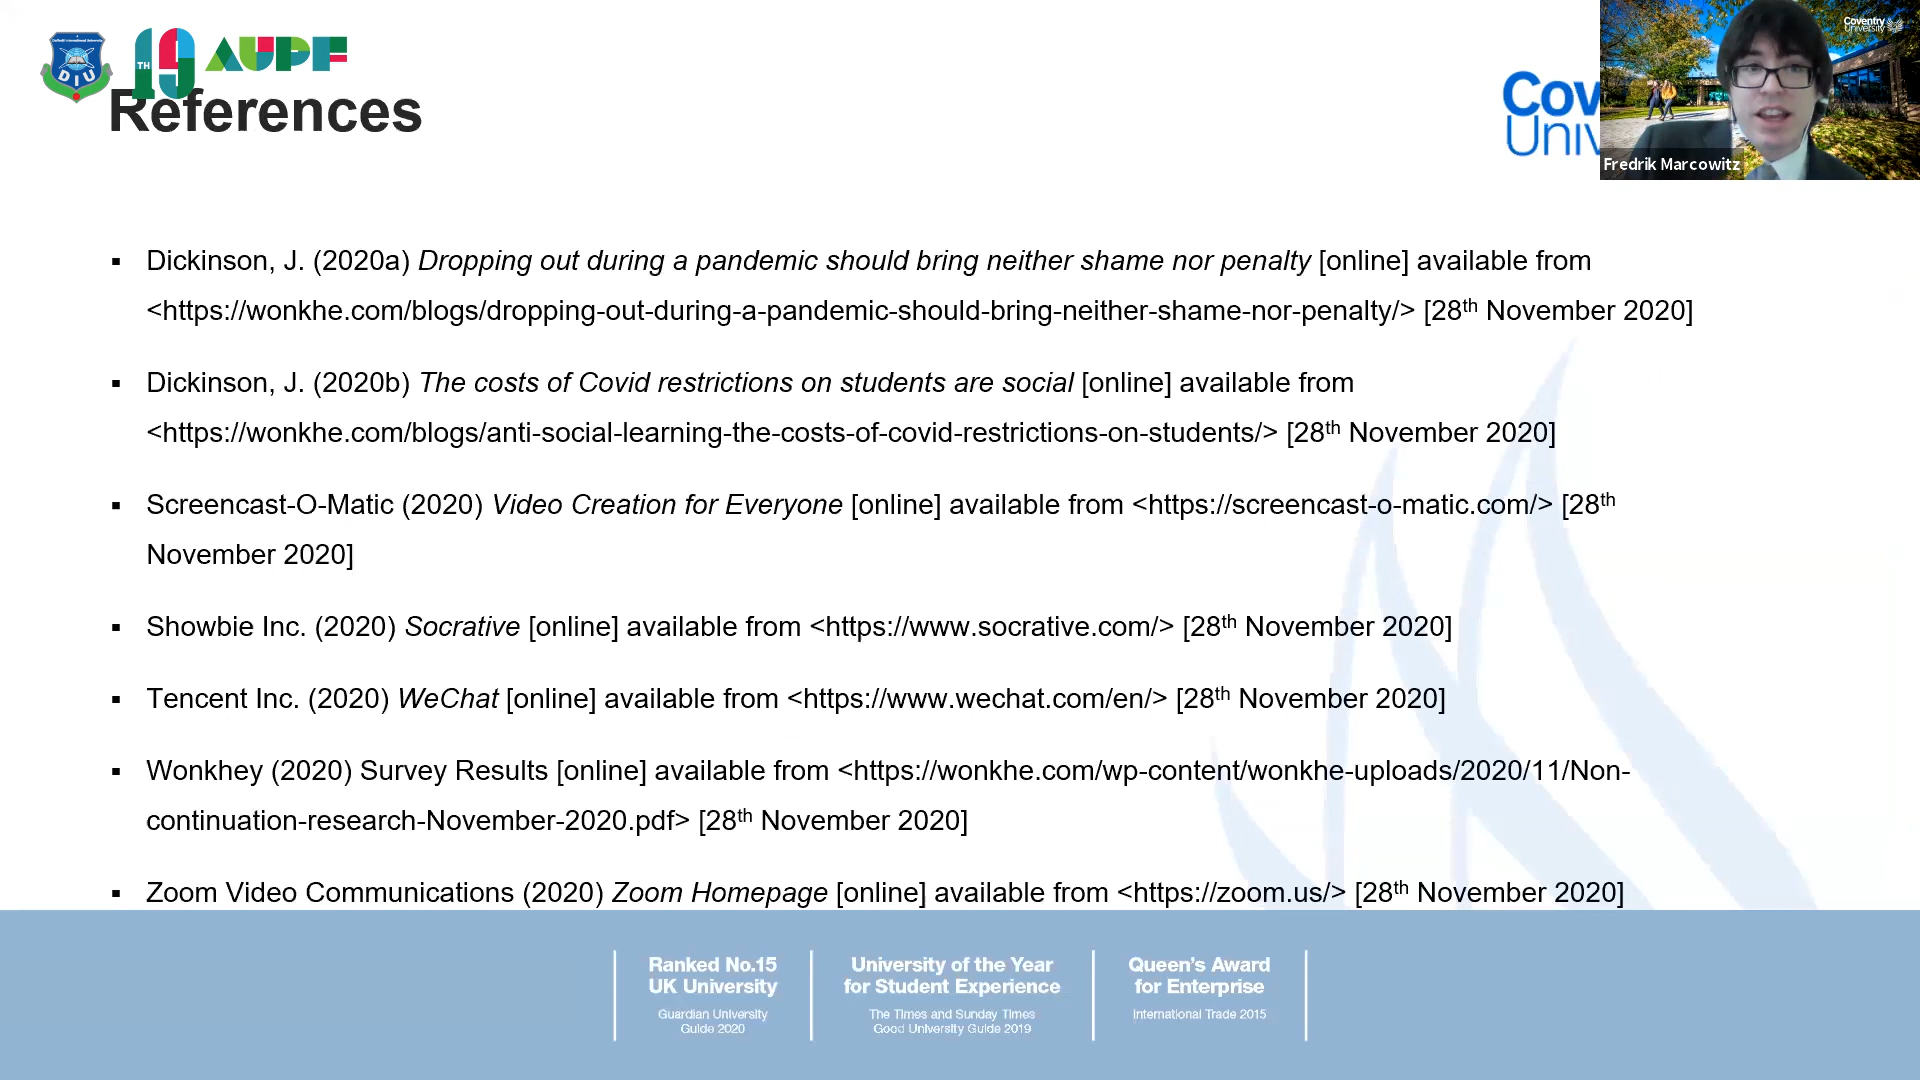 DIU
19
TH
AUPF
References
Cov
Univ
Coventry
University
Fredrik Marcowitz
▪ Dickinson, J. (2020a) Dropping out during a pandemic should bring neither shame nor penalty [online] available from
<https://wonkhe.com/blogs/dropping-out-during-a-pandemic-should-bring-neither-shame-nor-penalty/> [28th November 2020]
▪ Dickinson, J. (2020b) The costs of Covid restrictions on students are social [online] available from
<https://wonkhe.com/blogs/anti-social-learning-the-costs-of-covid-restrictions-on-students/> [28th November 2020]
▪ Screencast-O-Matic (2020) Video Creation for Everyone [online] available from <https://screencast-o-matic.com/> [28th
November 2020]
▪ Showbie Inc. (2020) Socrative [online] available from <https://www.socrative.com/> [28th November 2020]
▪ Tencent Inc. (2020) WeChat [online] available from <https://www.wechat.com/en/> [28th November 2020]
▪ Wonkhey (2020) Survey Results [online] available from <https://wonkhe.com/wp-content/wonkhe-uploads/2020/11/Non-
continuation-research-November-2020.pdf> [28th November 2020]
▪ Zoom Video Communications (2020) Zoom Homepage [online] available from <https://zoom.us/> [28th November 2020]
Ranked No.15
UK University
Guardian University
Guide 2020
University of the Year
for Student Experience
The Times and Sunday Times
Good University Guide 2019
Queen's Award
for Enterprise
International Trade 2015